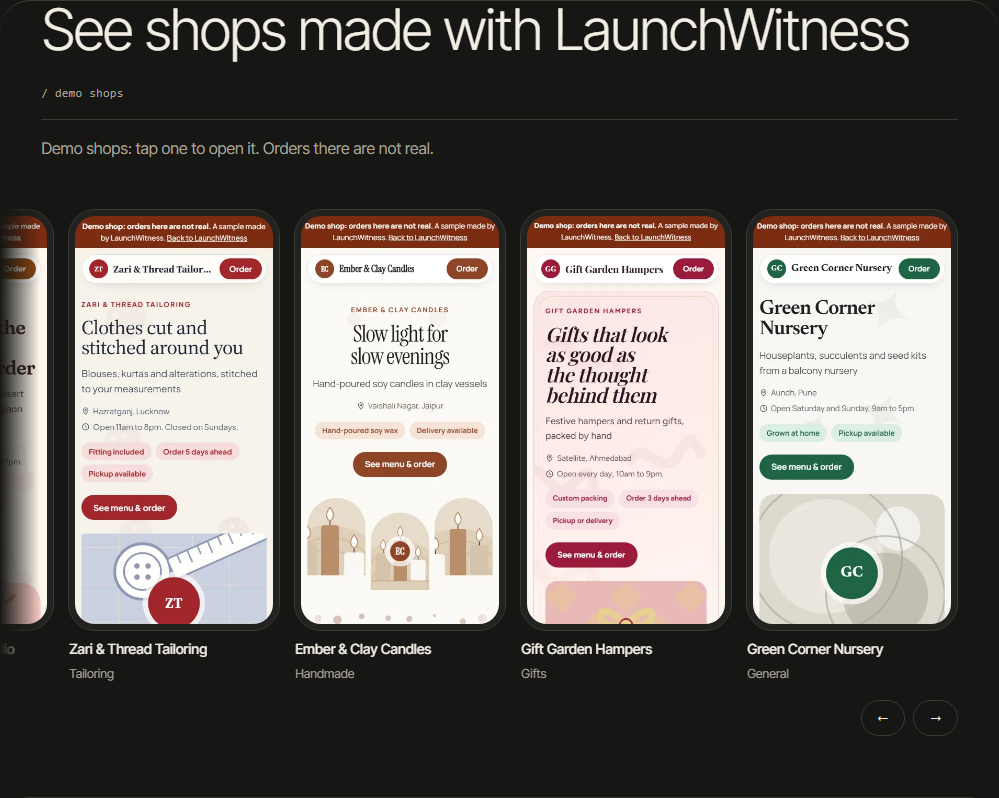 See shops made with LaunchWitness
/ demo shops
Demo shops: tap one to open it. Orders there are not real.
Order
the
rder
Demo shop: orders here are not real. A sample made
by LaunchWitness. Back to LaunchWitness
ZT Zari & Thread Tailor... Order
ZARI & THREAD TAILORING
Clothes cut and
stitched around you
Blouses, kurtas and alterations, stitched
to your measurements
Hazratganj, Lucknow
Open 11am to 8pm. Closed on Sundays.
Fitting included Order 5 days ahead
Pickup available
See menu & order
ZT
Zari & Thread Tailoring
Tailoring
Demo shop: orders here are not real. A sample made by
LaunchWitness. Back to LaunchWitness
EC Ember & Clay Candles Order
EMBER & CLAY CANDLES
Slow light for
slow evenings
Hand-poured soy candles in clay vessels
Vaishali Nagar, Jaipur
Hand-poured soy wax Delivery available
See menu & order
EC
Ember & Clay Candles
Handmade
Demo shop: orders here are not real. A sample made by
LaunchWitness. Back to LaunchWitness
GG Gift Garden Hampers Order
GIFT GARDEN HAMPERS
Gifts that look
as good as
the thought
behind them
Festive hampers and return gifts,
packed by hand
Satellite, Ahmedabad
Open every day, 10am to 9pm.
Custom packing Order 3 days ahead
Pickup or delivery
See menu & order
Gift Garden Hampers
Gifts
Demo shop: orders here are not real. A sample made by
LaunchWitness. Back to LaunchWitness
GC Green Corner Nursery Order
Green Corner
Nursery
Houseplants, succulents and seed kits
from a balcony nursery
Aundh, Pune
Open Saturday and Sunday, 9am to 5pm.
Grown at home Pickup available
See menu & order
GC
Green Corner Nursery
General
← →